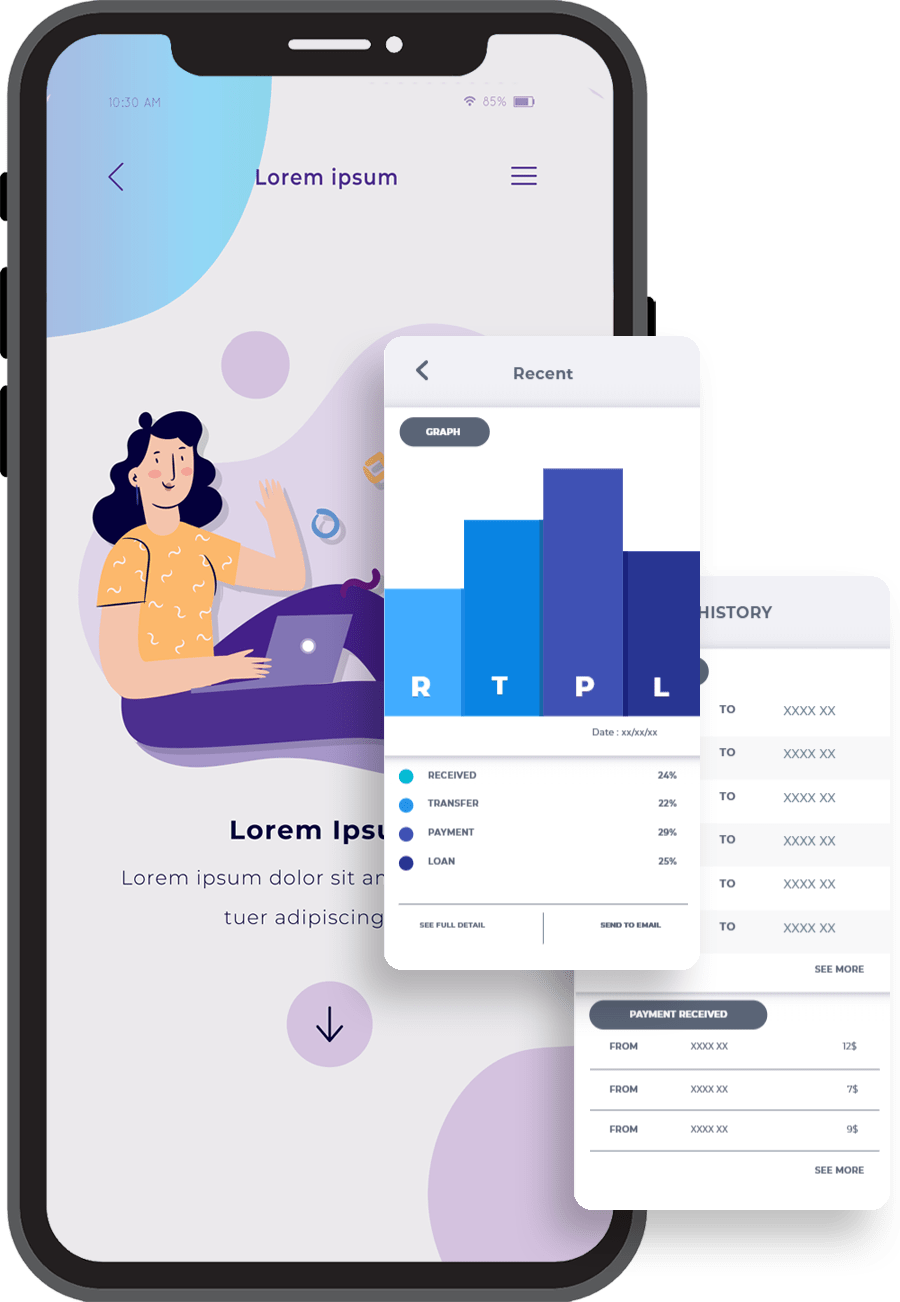 10:30 AM 85%
Lorem ipsum
Lorem Ipsu
Lorem ipsum dolor sit an
tuer adipiscing
Recent
GRAPH
R T P L
Date : xx/xx/xx
RECEIVED 24%
TRANSFER 22%
PAYMENT 29%
LOAN 25%
SEE FULL DETAIL SEND TO EMAIL
HISTORY
TO XXXX XX
TO XXXX XX
TO XXXX XX
TO XXXX XX
TO XXXX XX
TO XXXX XX
SEE MORE
PAYMENT RECEIVED
FROM XXXX XX 12$
FROM XXXX XX 7$
FROM XXXX XX 9$
SEE MORE